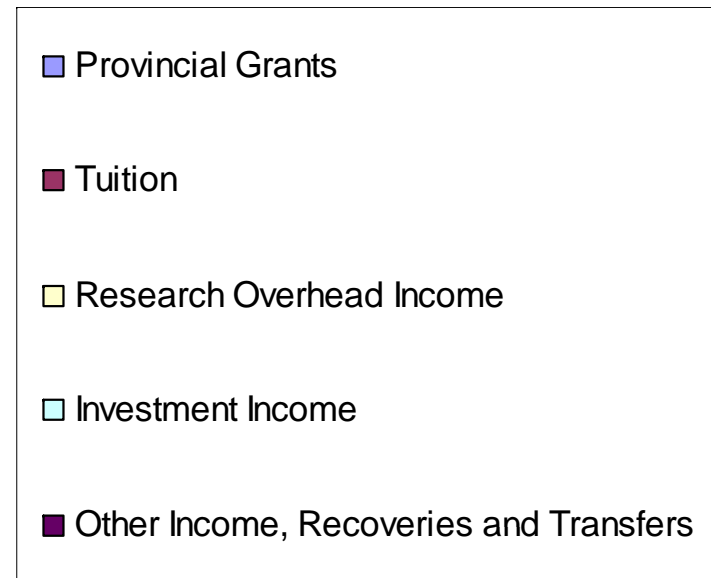 Provincial Grants
Tuition
Research Overhead Income
Investment Income
Other Income, Recoveries and Transfers